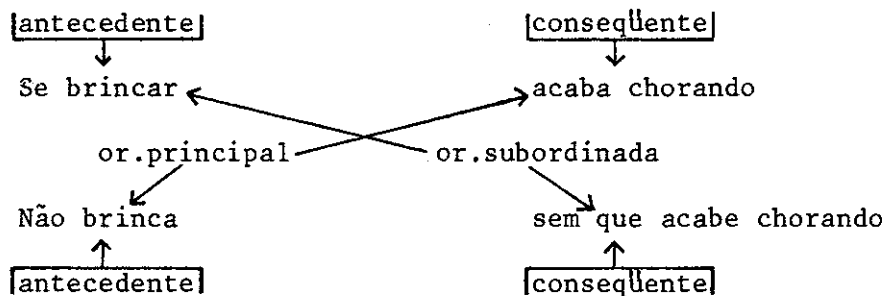 antecedente conseqüente
Se brincar acaba chorando
or.principal or.subordinada
Não brinca sem que acabe chorando
antecedente conseqüente